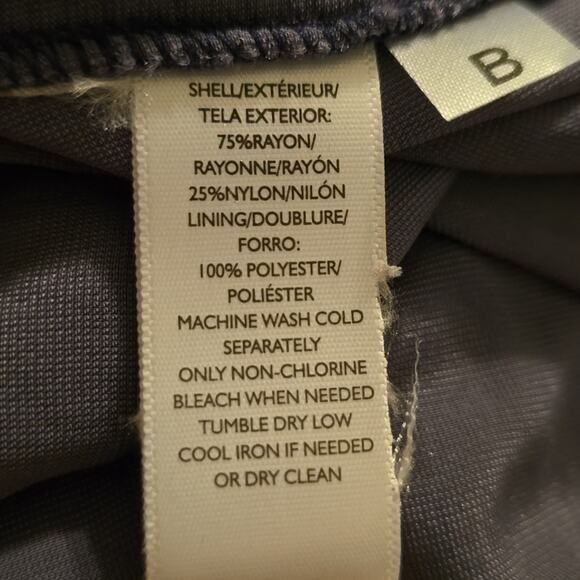 B
SHELL/EXTÉRIEUR/
TELA EXTERIOR:
75%RAYON/
RAYONNE/RAYÓN
25%NYLON/NILÓN
LINING/DOUBLURE/
FORRO:
100% POLYESTER/
POLIÉSTER
MACHINE WASH COLD
SEPARATELY
ONLY NON-CHLORINE
BLEACH WHEN NEEDED
TUMBLE DRY LOW
COOL IRON IF NEEDED
OR DRY CLEAN